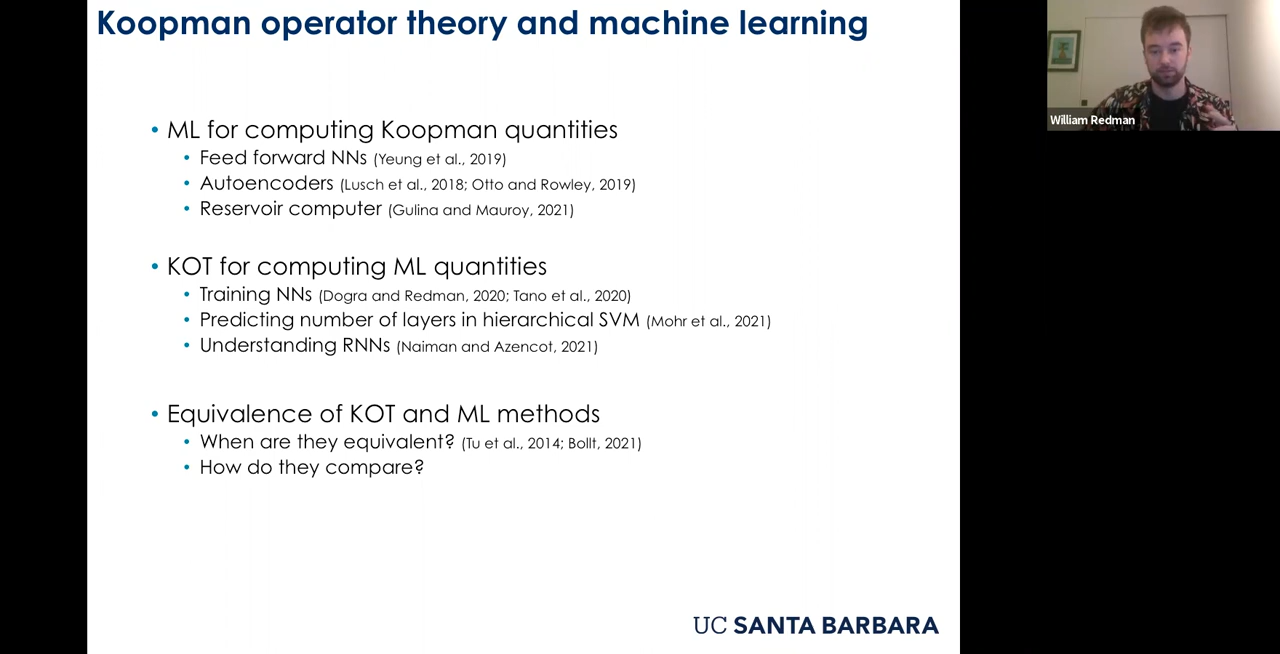 Koopman operator theory and machine learning
• ML for computing Koopman quantities
• Feed forward NNs (Yeung et al., 2019)
• Autoencoders (Lusch et al., 2018; Otto and Rowley, 2019)
• Reservoir computer (Gulina and Mauroy, 2021)
• KOT for computing ML quantities
• Training NNs (Dogra and Redman, 2020; Tano et al., 2020)
• Predicting number of layers in hierarchical SVM (Mohr et al., 2021)
• Understanding RNNs (Naiman and Azencot, 2021)
• Equivalence of KOT and ML methods
• When are they equivalent? (Tu et al., 2014; Bollt, 2021)
• How do they compare?
UC SANTA BARBARA
William Redman